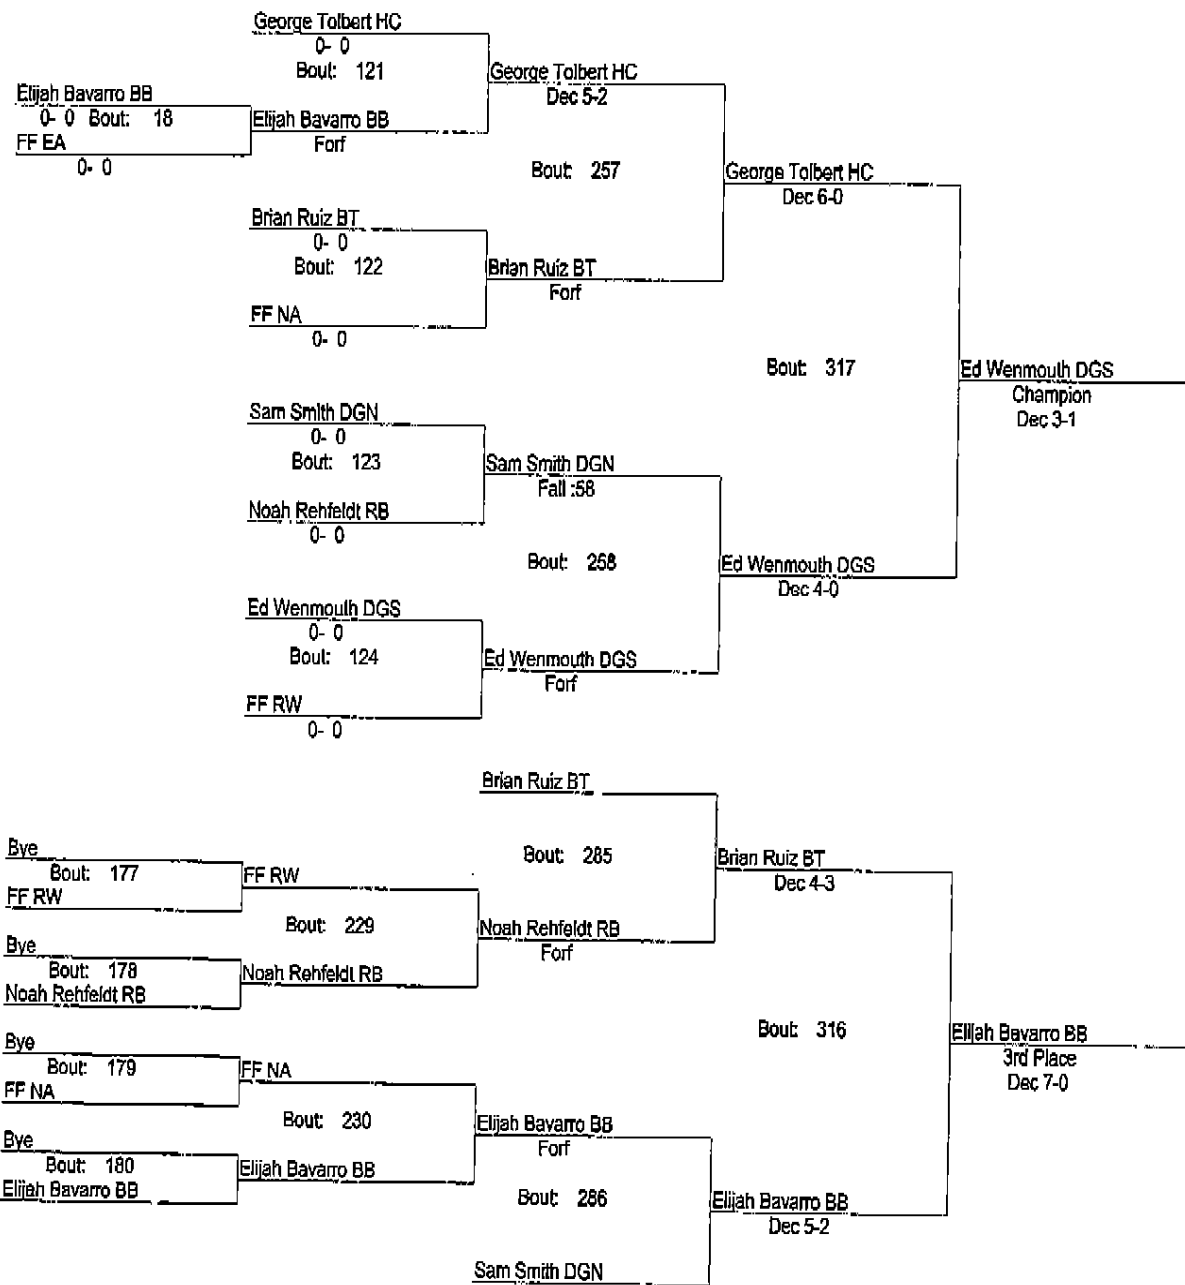 George Tolbert HC
0- 0
Bout: 121
George Tolbert HC
Dec 5-2
Elijah Bavarro BB
0- 0 Bout: 18
FF EA
0- 0
Elijah Bavarro BB
Forf
Bout: 257
George Tolbert HC
Dec 6-0
Brian Ruiz BT
0- 0
Bout: 122
Brian Ruiz BT
Forf
FF NA
0- 0
Bout: 317
Ed Wenmouth DGS
Champion
Dec 3-1
Sam Smith DGN
0- 0
Bout: 123
Sam Smith DGN
Fall :58
Noah Rehfeldt RB
0- 0
Bout: 258
Ed Wenmouth DGS
Dec 4-0
Ed Wenmouth DGS
0- 0
Bout: 124
Ed Wenmouth DGS
Forf
FF RW
0- 0
Brian Ruiz BT
Bout: 285
Brian Ruiz BT
Dec 4-3
Bye
Bout: 177
FF RW
FF RW
Bout: 229
Noah Rehfeldt RB
Forf
Bye
Bout: 178
Noah Rehfeldt RB
Noah Rehfeldt RB
Bout: 316
Elijah Bavarro BB
3rd Place
Dec 7-0
Bye
Bout: 179
FF NA
FF NA
Bout: 230
Elijah Bavarro BB
Forf
Bye
Bout: 180
Elijah Bavarro BB
Elijah Bavarro BB
Bout: 286
Elijah Bavarro BB
Dec 5-2
Sam Smith DGN